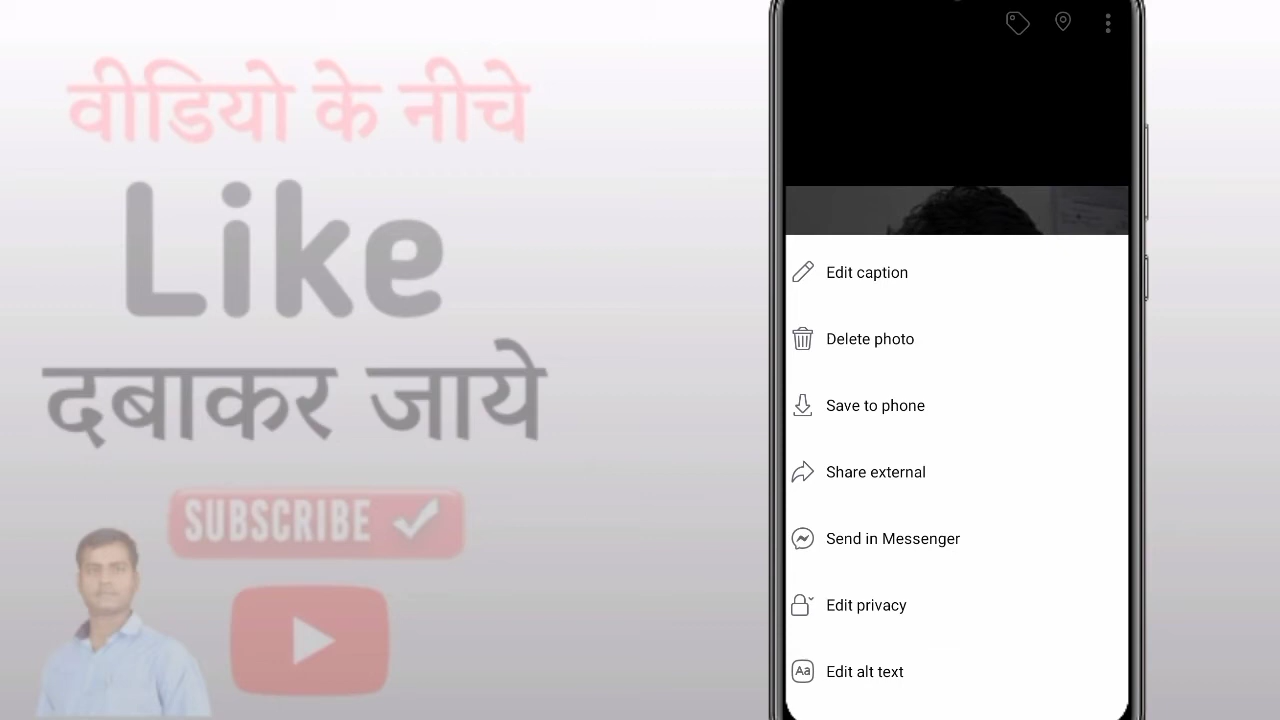 वीडियो के नीचे
Like
दबाकर जाये
SUBSCRIBE
Edit caption
Delete photo
Save to phone
Share external
Send in Messenger
Edit privacy
Aa Edit alt text